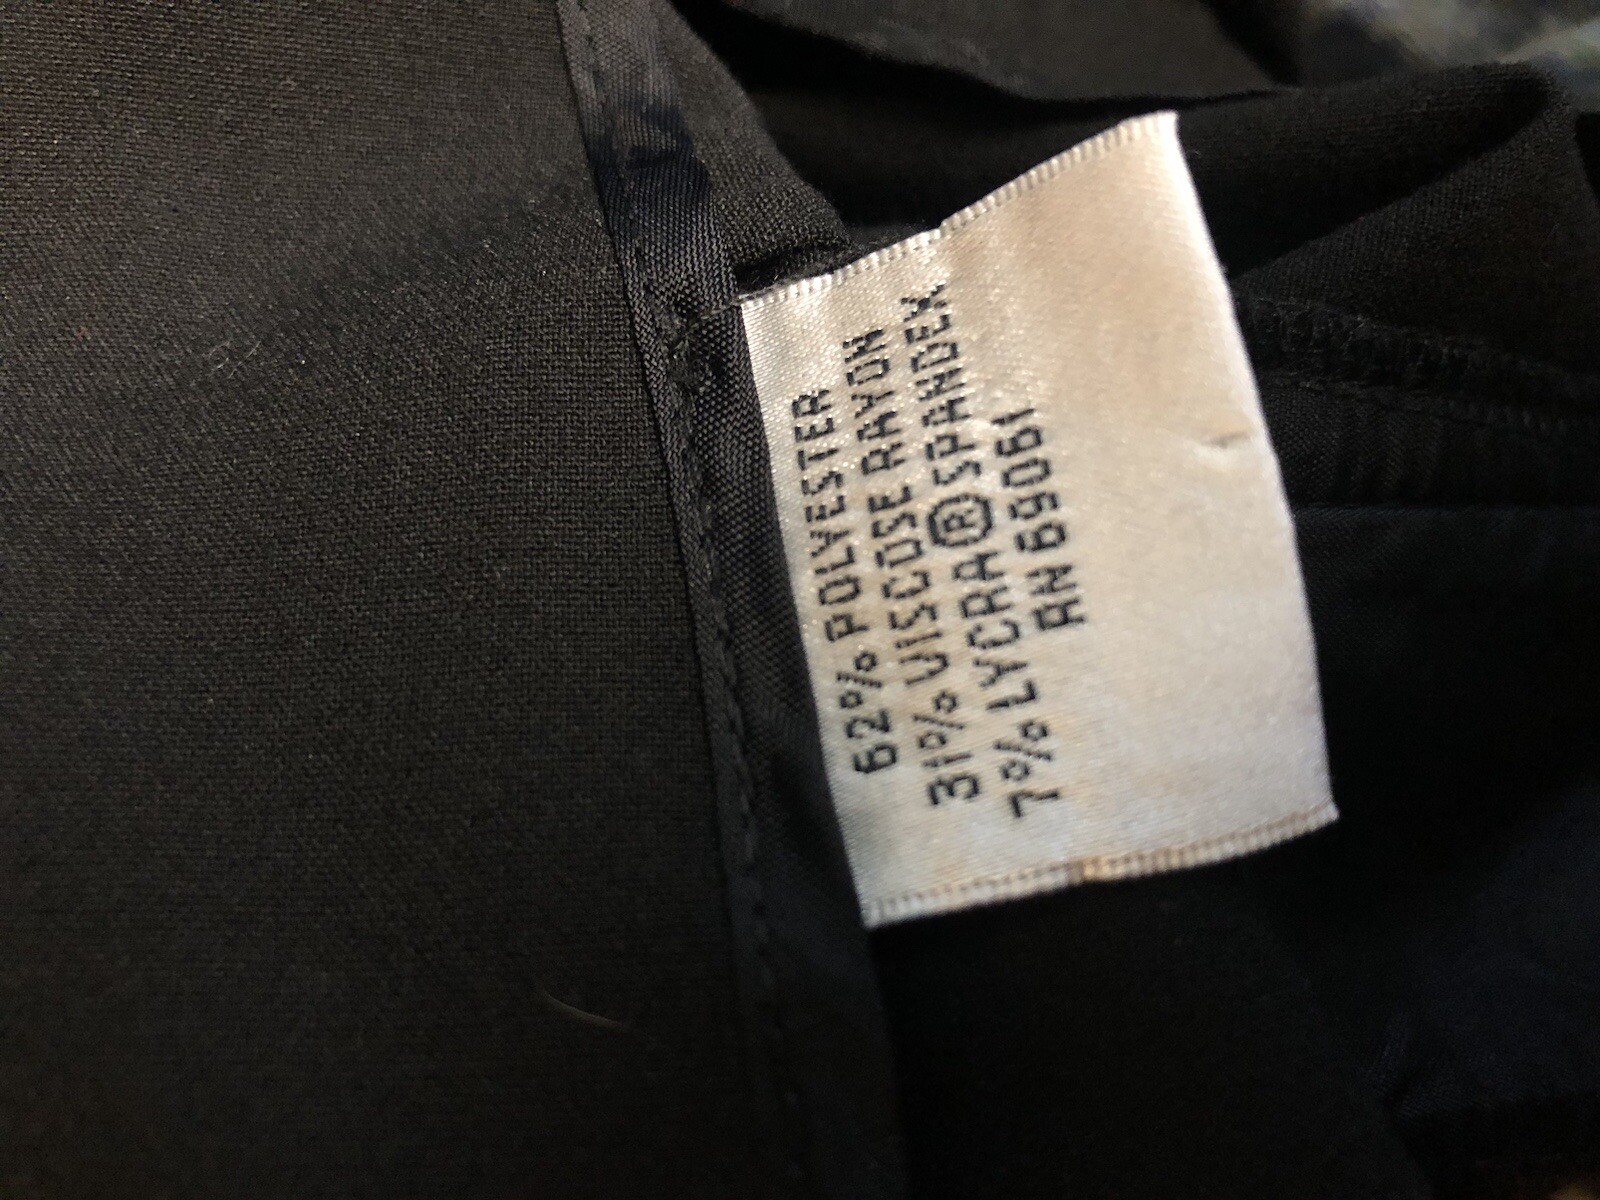 62% POLYESTER
31% VISCOSE RAYON
7% LYCRA®SPANDEX
RN 69061